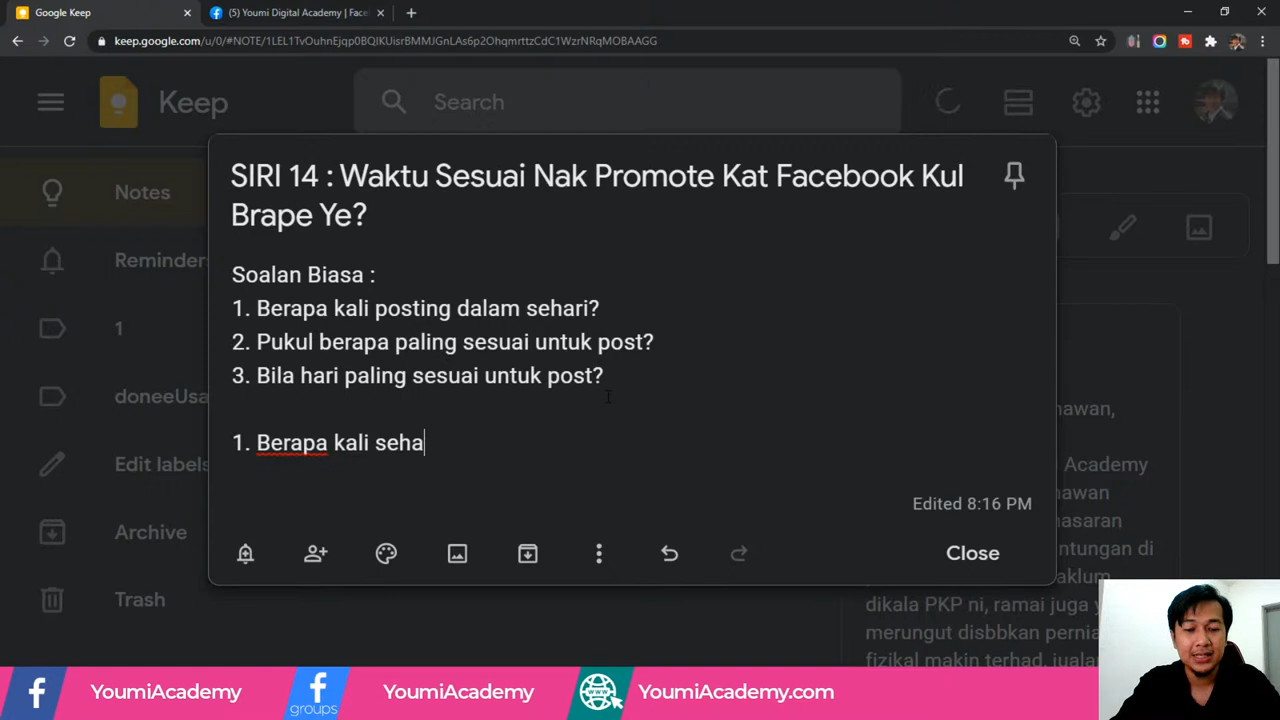 Google Keep
(5) Youmi Digital Academy | Face
keep.google.com/u/0/#NOTE/1LEL1TvOuhnEjqp0BQIKUisrBMMJGnLAs6p2OhqmrttzCdC1WzrNRqMOBAAGG
Keep
Search
Notes
Reminders
1
doneeUsa
Edit labels
Archive
Trash
SIRI 14 : Waktu Sesuai Nak Promote Kat Facebook Kul
Brape Ye?
Soalan Biasa :
1. Berapa kali posting dalam sehari?
2. Pukul berapa paling sesuai untuk post?
3. Bila hari paling sesuai untuk post?
1. Berapa kali seha
Edited 8:16 PM
Close
nawan,
Academy
nawan
asaran
ntungan di
aklum
dikala PKP ni, ramai juga y
merungut disbbkan pernia
fizikal makin terhad, jualan
YoumiAcademy
groups
YoumiAcademy
WWW
YoumiAcademy.com